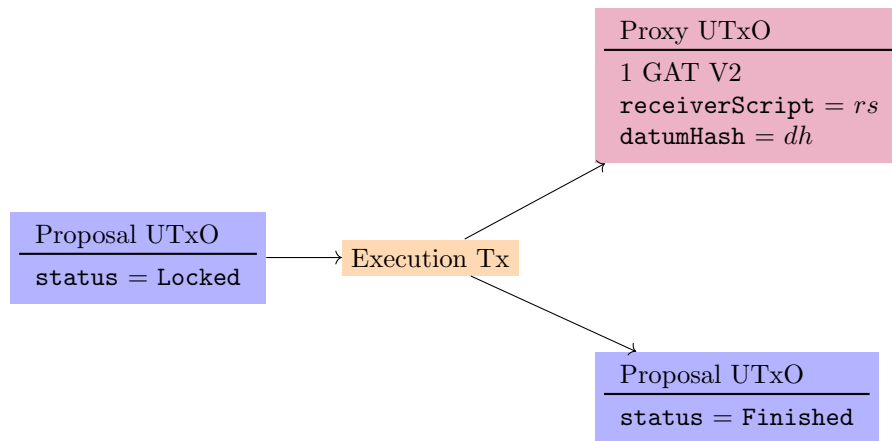 Proxy UTxO
1 GAT V2
receiverScript = rs
datumHash = dh
Proposal UTxO
status = Locked
Execution Tx
Proposal UTxO
status = Finished